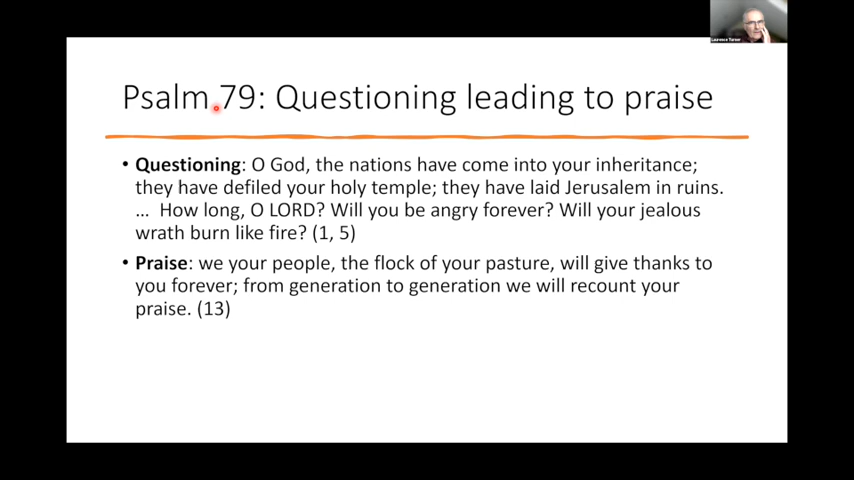 Laurence Turner
Psalm 79: Questioning leading to praise
• Questioning: O God, the nations have come into your inheritance;
they have defiled your holy temple; they have laid Jerusalem in ruins.
… How long, O LORD? Will you be angry forever? Will your jealous
wrath burn like fire? (1, 5)
• Praise: we your people, the flock of your pasture, will give thanks to
you forever; from generation to generation we will recount your
praise. (13)